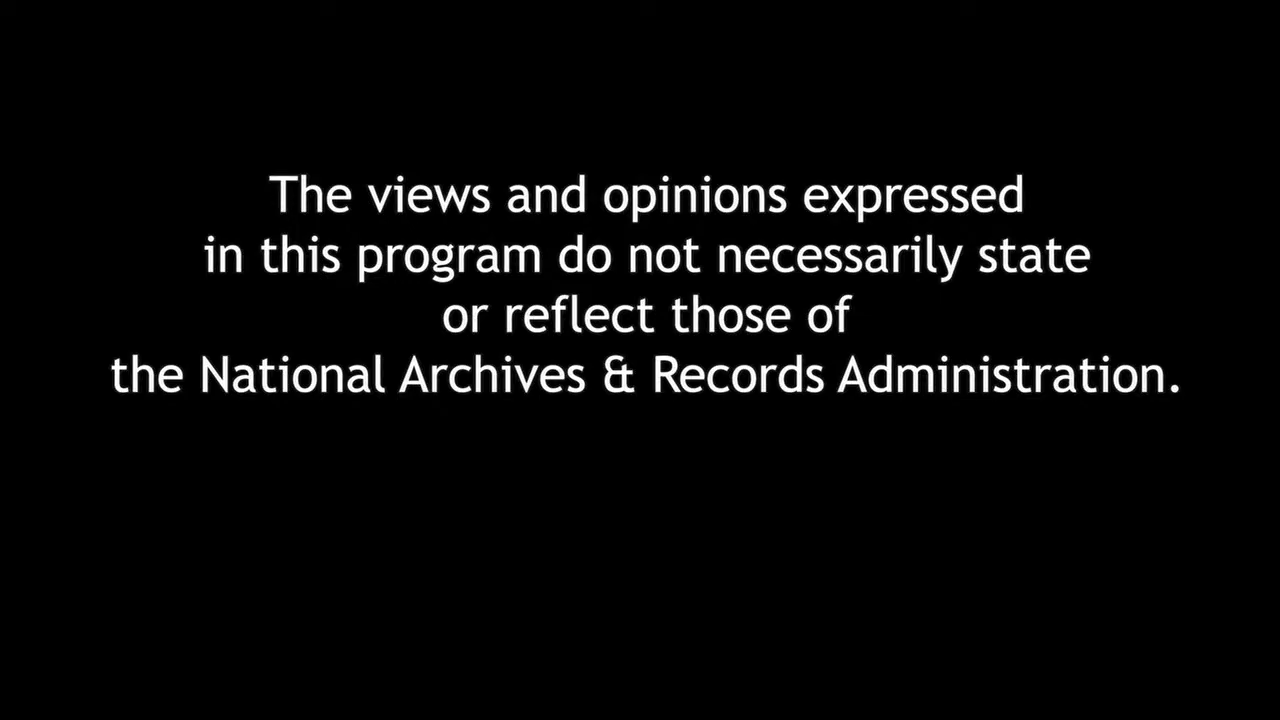 The views and opinions expressed
in this program do not necessarily state
or reflect those of
the National Archives & Records Administration.